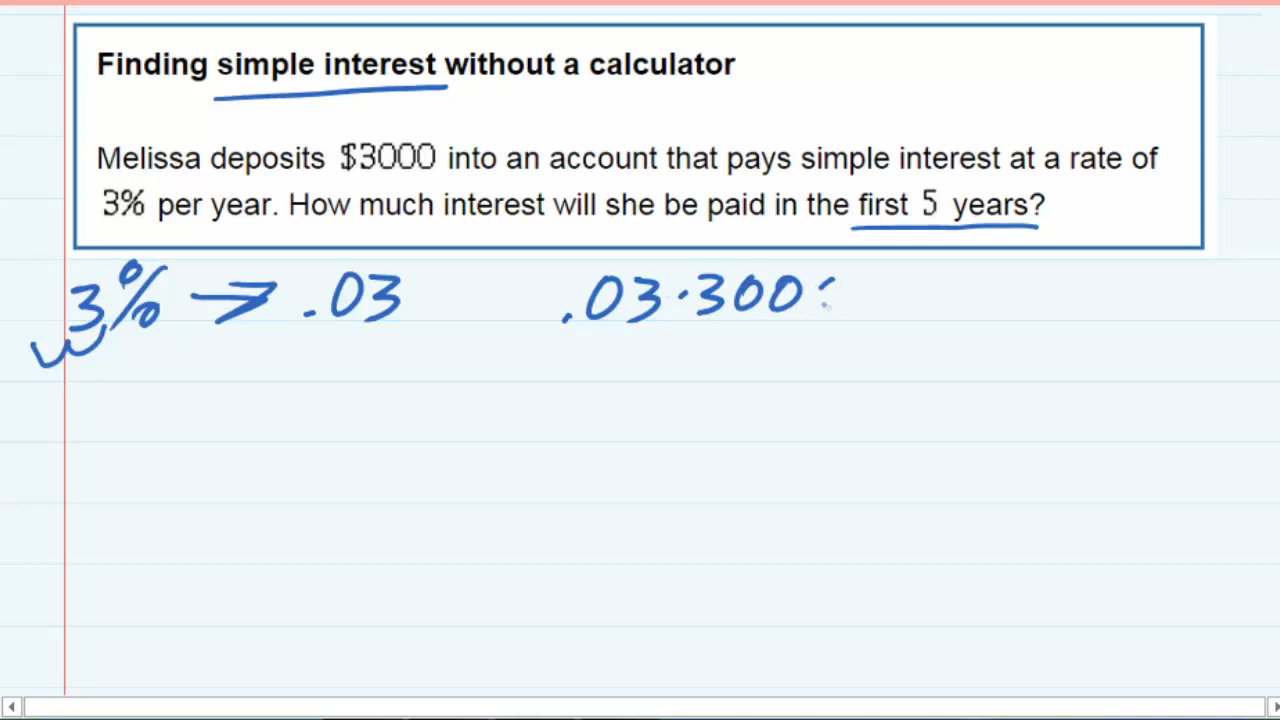 Finding simple interest without a calculator
Melissa deposits $3000 into an account that pays simple interest at a rate of
3% per year. How much interest will she be paid in the first 5 years?
3% → .03 .03·300